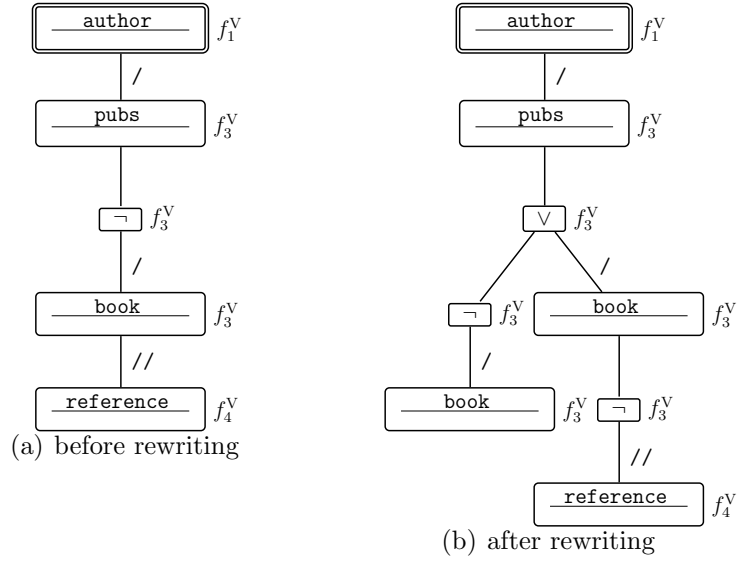 author f₁ⱽ
/
pubs f₃ⱽ
¬ f₃ⱽ
/
book f₃ⱽ
//
reference f₄ⱽ
(a) before rewriting
author f₁ⱽ
/
pubs f₃ⱽ
∨ f₃ⱽ
/
¬ f₃ⱽ
book f₃ⱽ
/
book f₃ⱽ
¬ f₃ⱽ
//
reference f₄ⱽ
(b) after rewriting